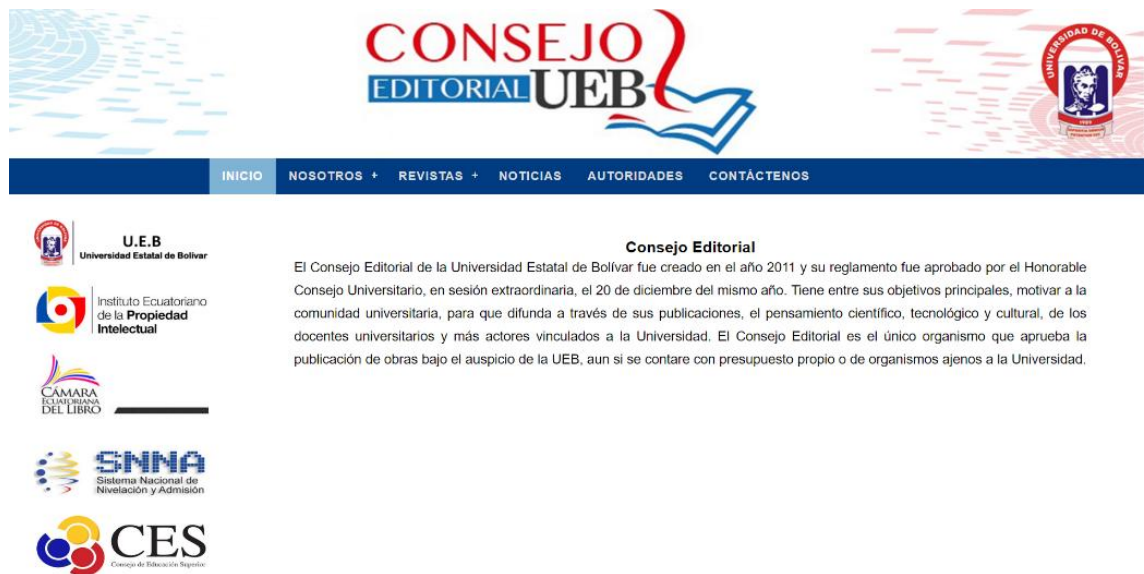 CONSEJO
EDITORIAL UEB
UNIVERSIDAD DE BOLIVAR
INICIO NOSOTROS + REVISTAS + NOTICIAS AUTORIDADES CONTÁCTENOS
U.E.B
Universidad Estatal de Bolivar
Instituto Ecuatoriano
de la Propiedad
Intelectual
CÁMARA
ECUATORIANA
DEL LIBRO
SNNA
Sistema Nacional de
Nivelación y Admisión
CES
Consejo de Educación Superior
Consejo Editorial
El Consejo Editorial de la Universidad Estatal de Bolívar fue creado en el año 2011 y su reglamento fue aprobado por el Honorable
Consejo Universitario, en sesión extraordinaria, el 20 de diciembre del mismo año. Tiene entre sus objetivos principales, motivar a la
comunidad universitaria, para que difunda a través de sus publicaciones, el pensamiento científico, tecnológico y cultural, de los
docentes universitarios y más actores vinculados a la Universidad. El Consejo Editorial es el único organismo que aprueba la
publicación de obras bajo el auspicio de la UEB, aun si se contare con presupuesto propio o de organismos ajenos a la Universidad.